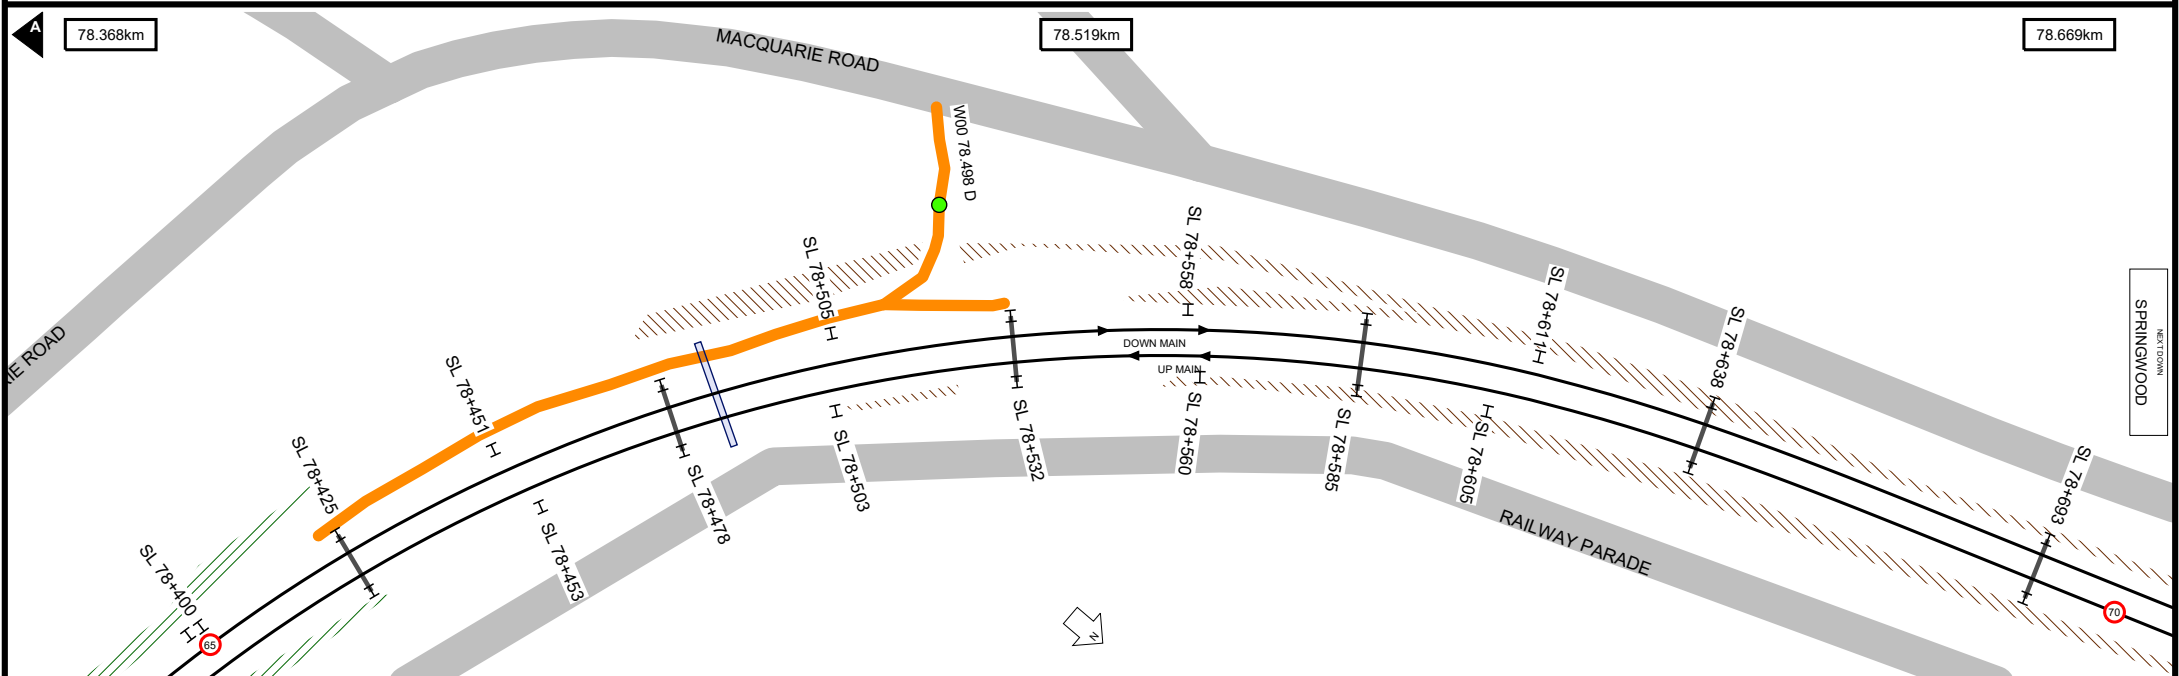 A
78.368km
78.519km
78.669km
MACQUARIE ROAD
W00 78.498 D
SL 78+505
SL 78+558
SL 78+611
SL 78+638
NEXT DOWN
SPRINGWOOD
RIE ROAD
SL 78+451
DOWN MAIN
UP MAIN
SL 78+425
SL 78+478
SL 78+503
SL 78+532
SL 78+560
SL 78+585
SL 78+605
SL 78+693
SL 78+400
SL 78+453
RAILWAY PARADE
65
70
N